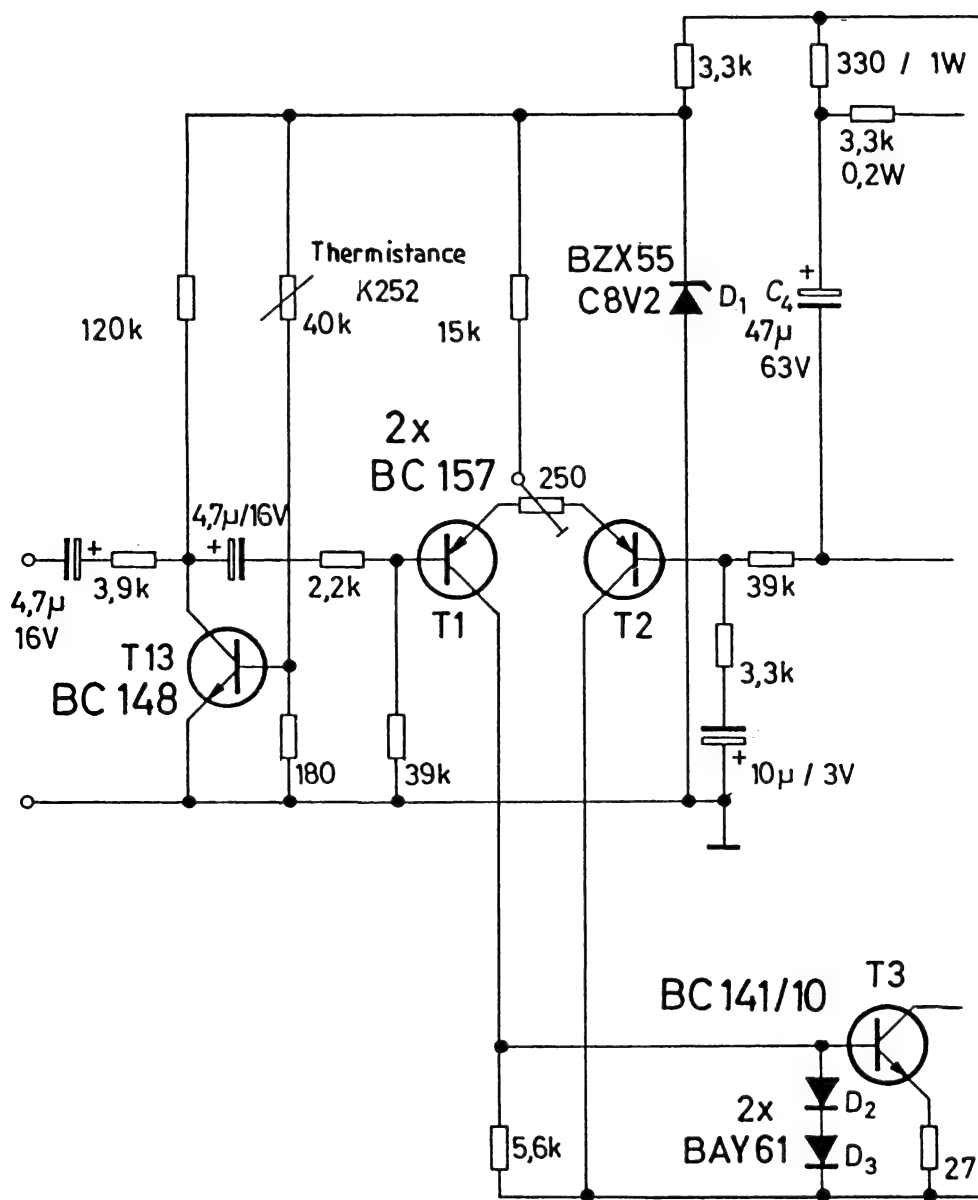 3,3k
330 / 1W
3,3k
0,2W
Thermistance
K252
40k
120k
15k
BZX55
C8V2
D1
C4
+
47µ
63V
2x
BC 157
250
4,7µ/16V
+
+
4,7µ
16V
3,9k
2,2k
T1
T2
39k
T13
BC 148
3,3k
180
39k
+
10µ / 3V
T3
BC 141/10
2x
BAY61
D2
D3
5,6k
27